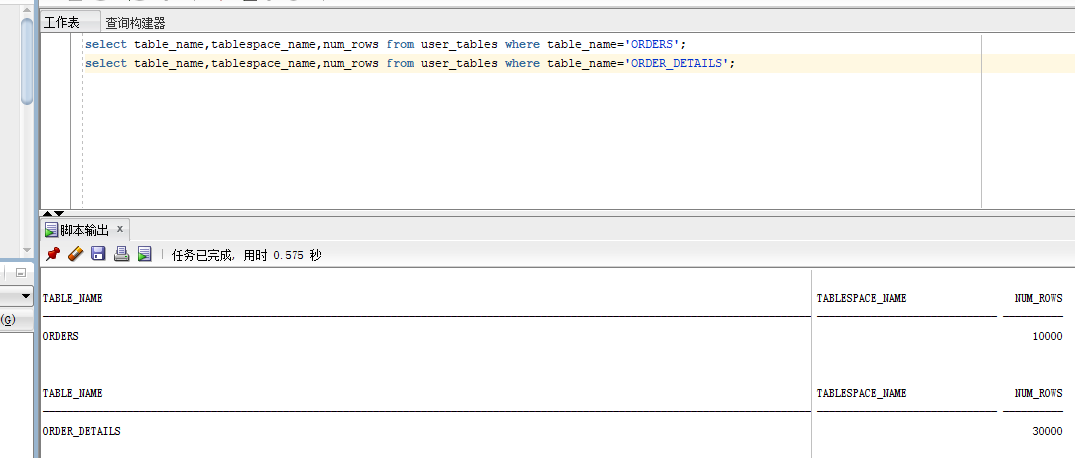 工作表 查询构建器
select table_name,tablespace_name,num_rows from user_tables where table_name='ORDERS';
select table_name,tablespace_name,num_rows from user_tables where table_name='ORDER_DETAILS';
脚本输出 x
任务已完成, 用时 0.575 秒
(G)
TABLE_NAME TABLESPACE_NAME NUM_ROWS
ORDERS 10000
TABLE_NAME TABLESPACE_NAME NUM_ROWS
ORDER_DETAILS 30000